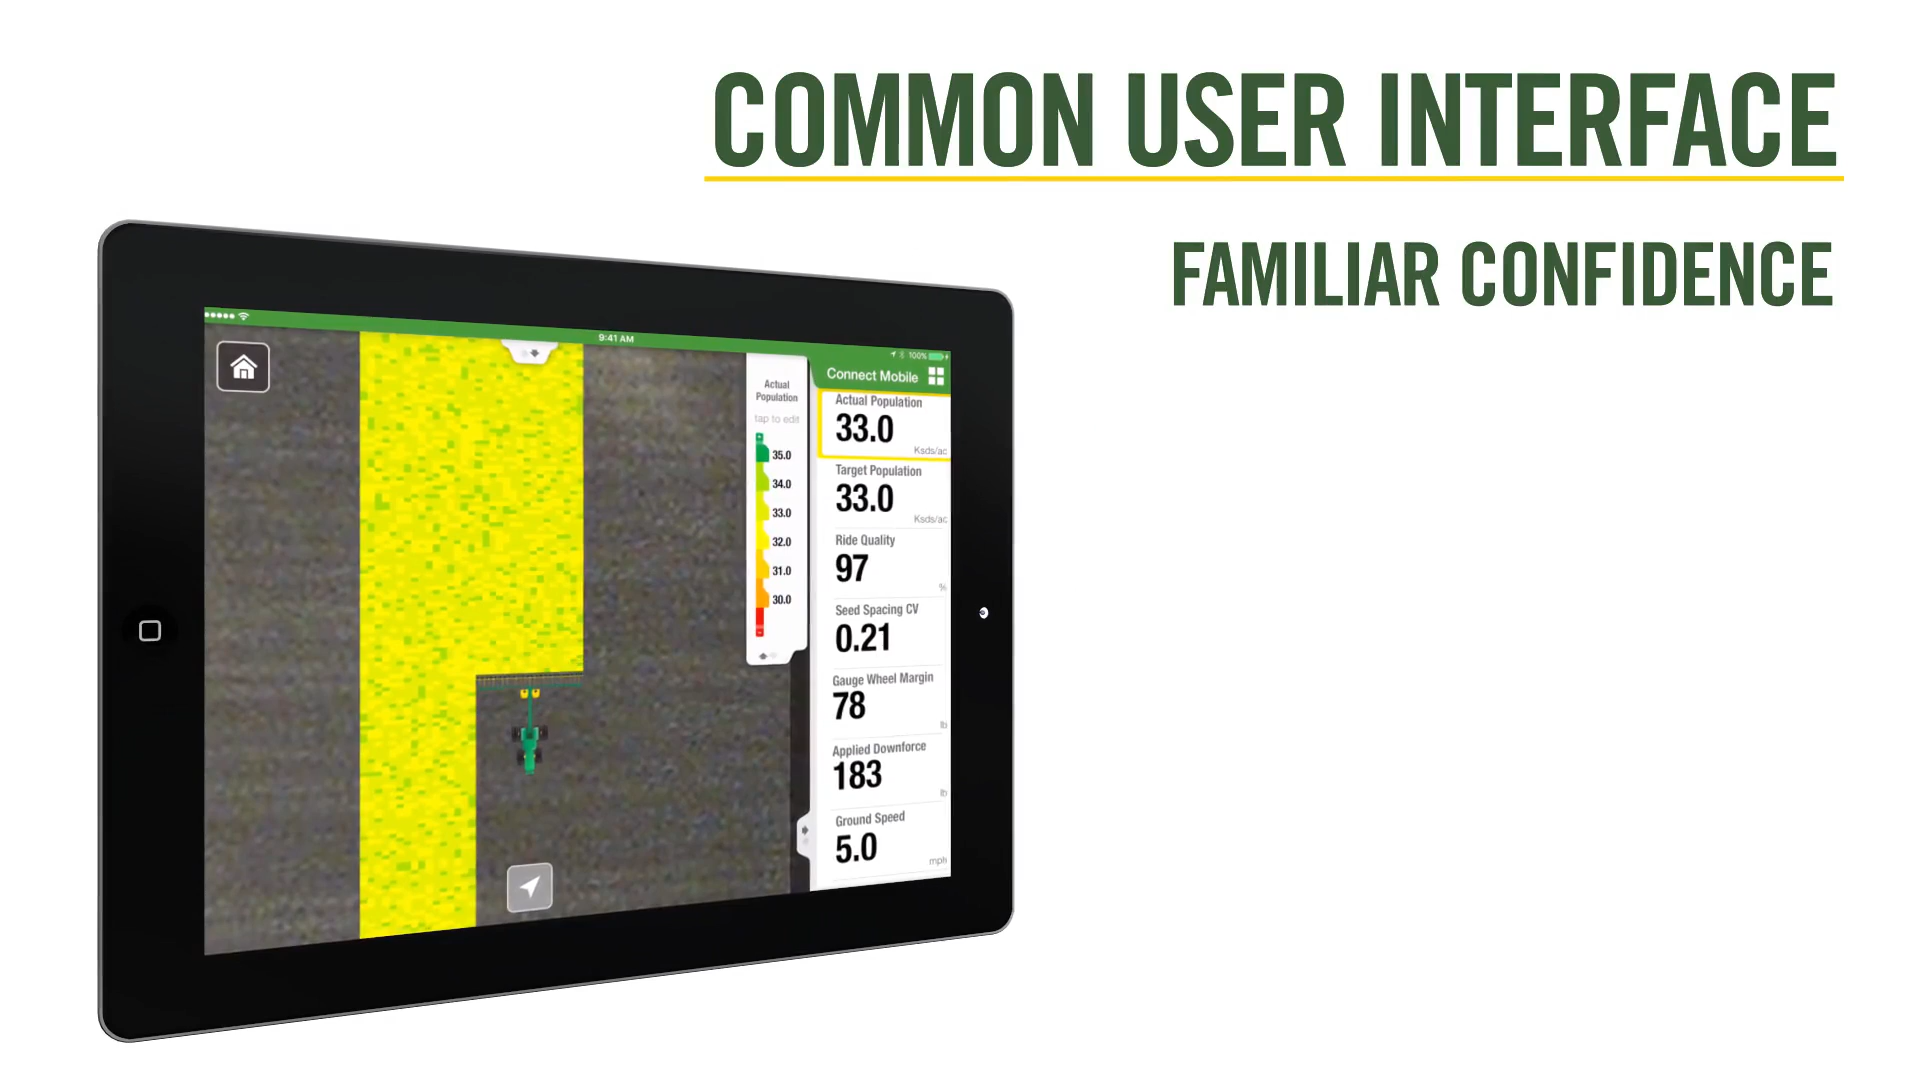 COMMON USER INTERFACE
FAMILIAR CONFIDENCE
9:41 AM
100%
Connect Mobile
Actual
Population
tap to edit
35.0
34.0
33.0
32.0
31.0
30.0
Actual Population
33.0
Ksds/ac
Target Population
33.0
Ksds/ac
Ride Quality
97
%
Seed Spacing CV
0.21
Gauge Wheel Margin
78
lb
Applied Downforce
183
lb
Ground Speed
5.0
mph